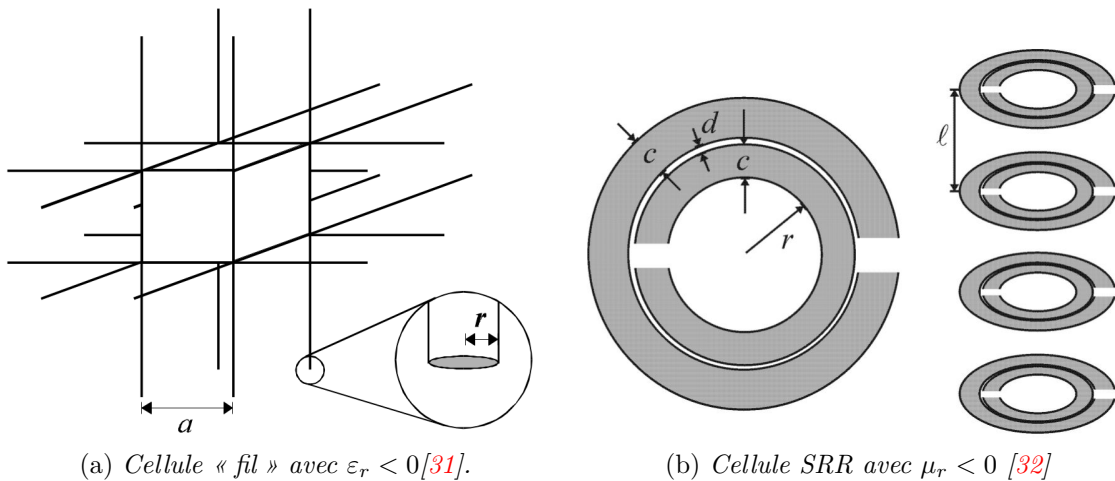 a
r
(a) Cellule « fil » avec εr < 0[31].
c
d
c
r
ℓ
(b) Cellule SRR avec μr < 0 [32]